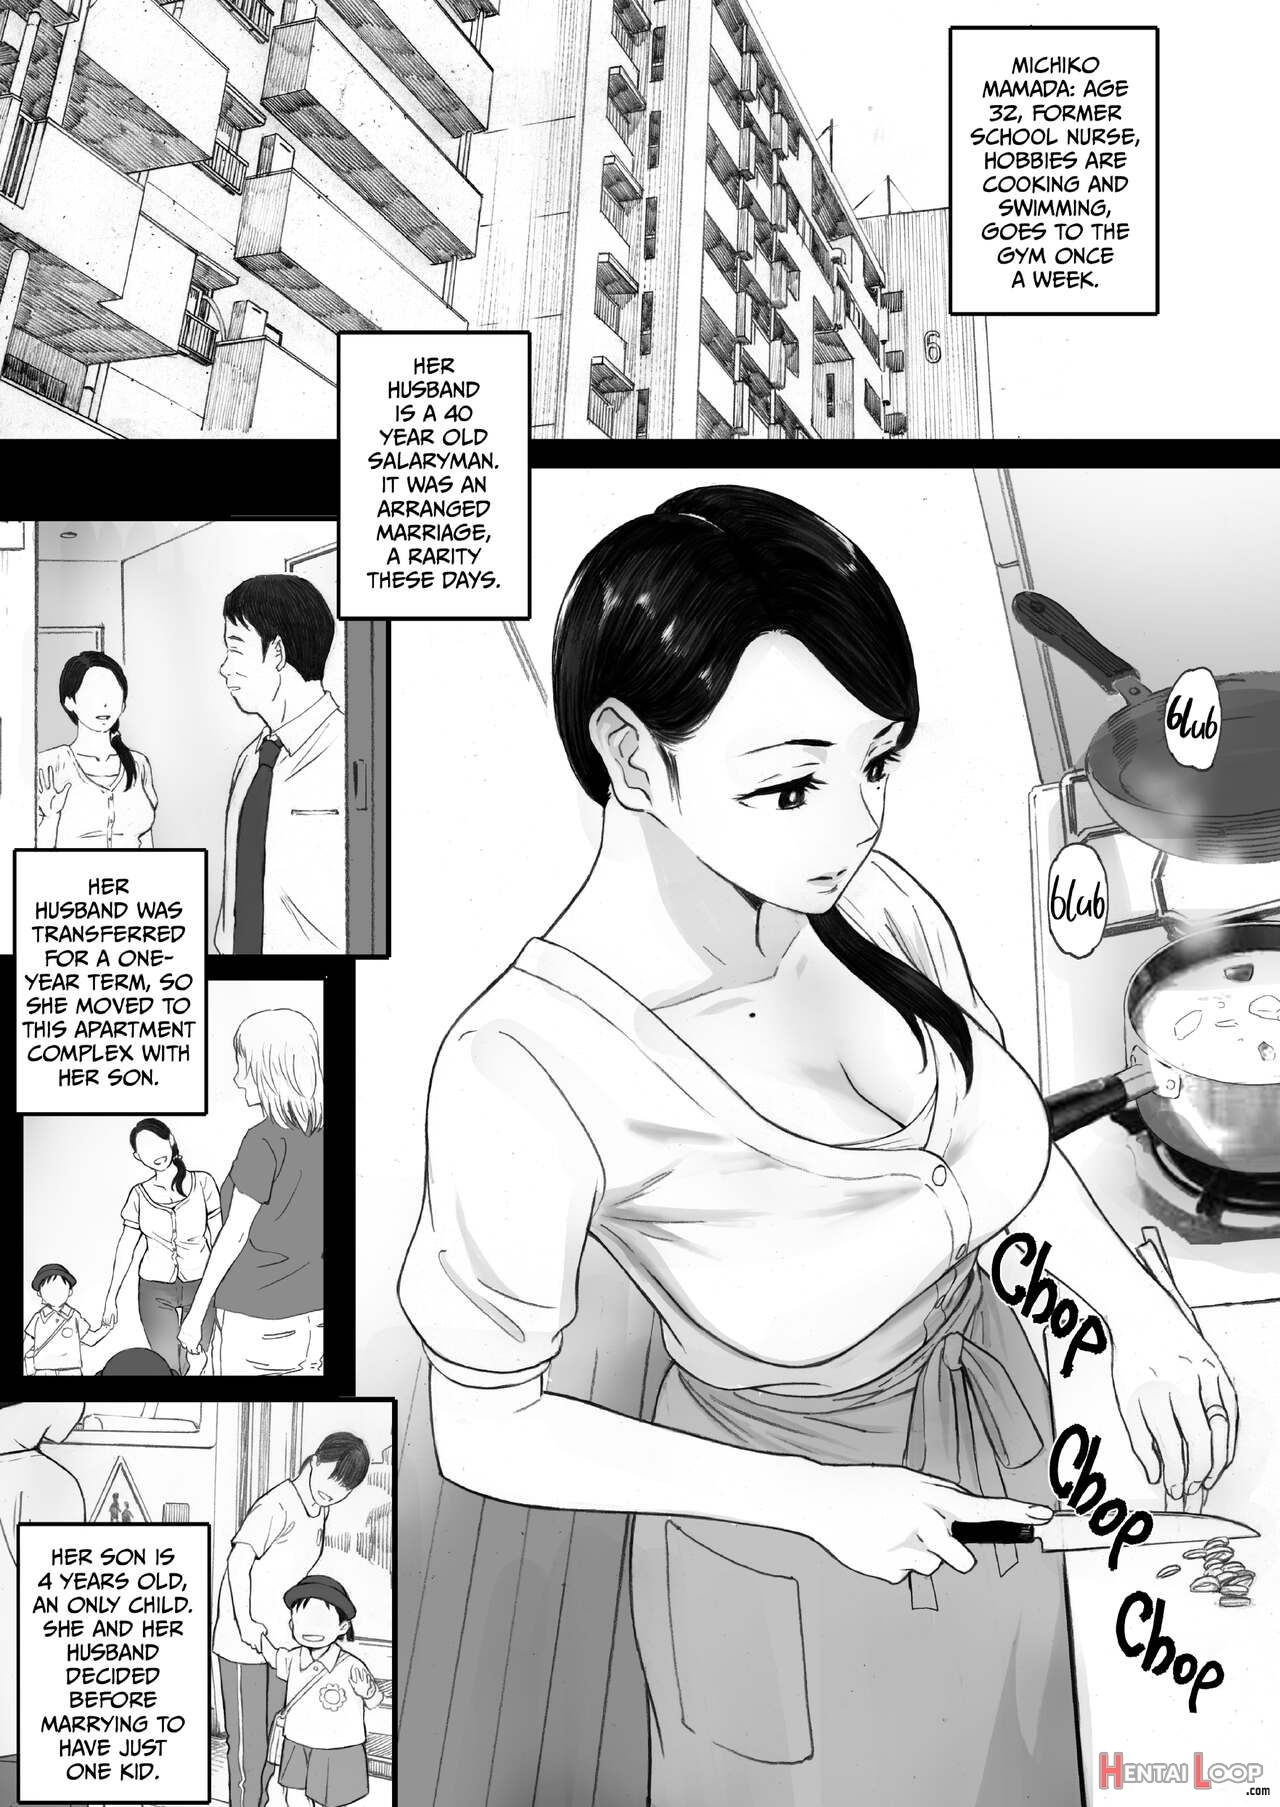 MICHIKO
MAMADA: AGE
32, FORMER
SCHOOL NURSE,
HOBBIES ARE
COOKING AND
SWIMMING,
GOES TO THE
GYM ONCE
A WEEK.
6
HER
HUSBAND
IS A 40
YEAR OLD
SALARYMAN.
IT WAS AN
ARRANGED
MARRIAGE,
A RARITY
THESE DAYS.
blub
blub
HER
HUSBAND WAS
TRANSFERRED
FOR A ONE-
YEAR TERM, SO
SHE MOVED TO
THIS APARTMENT
COMPLEX WITH
HER SON.
Chop
Chop
Chop
HER SON IS
4 YEARS OLD,
AN ONLY CHILD.
SHE AND HER
HUSBAND
DECIDED
BEFORE
MARRYING TO
HAVE JUST
ONE KID.
HENTAI LOOP
.com